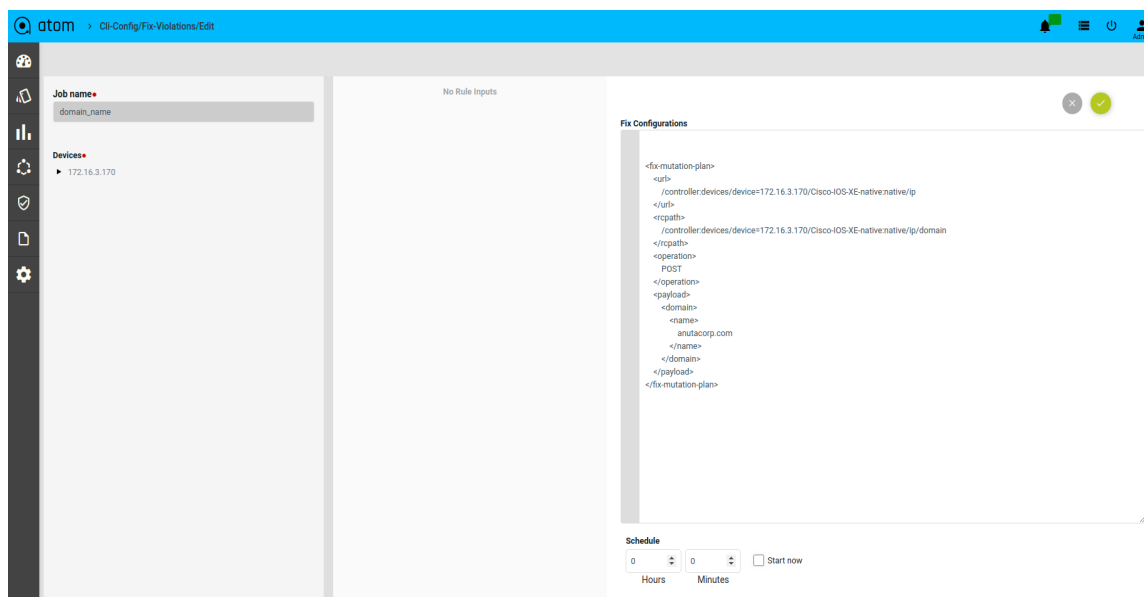 atom > Cli-Config/Fix-Violations/Edit
Job name
domain_name
Devices
172.16.3.170
No Rule Inputs
Fix Configurations
<fix-mutation-plan>
<url>
/controller:devices/device=172.16.3.170/Cisco-IOS-XE-native:native/ip
</url>
<rcpath>
/controller:devices/device=172.16.3.170/Cisco-IOS-XE-native:native/ip/domain
</rcpath>
<operation>
POST
</operation>
<payload>
<domain>
<name>
anutacorp.com
</name>
</domain>
</payload>
</fix-mutation-plan>
Schedule
0 0 Start now
Hours Minutes